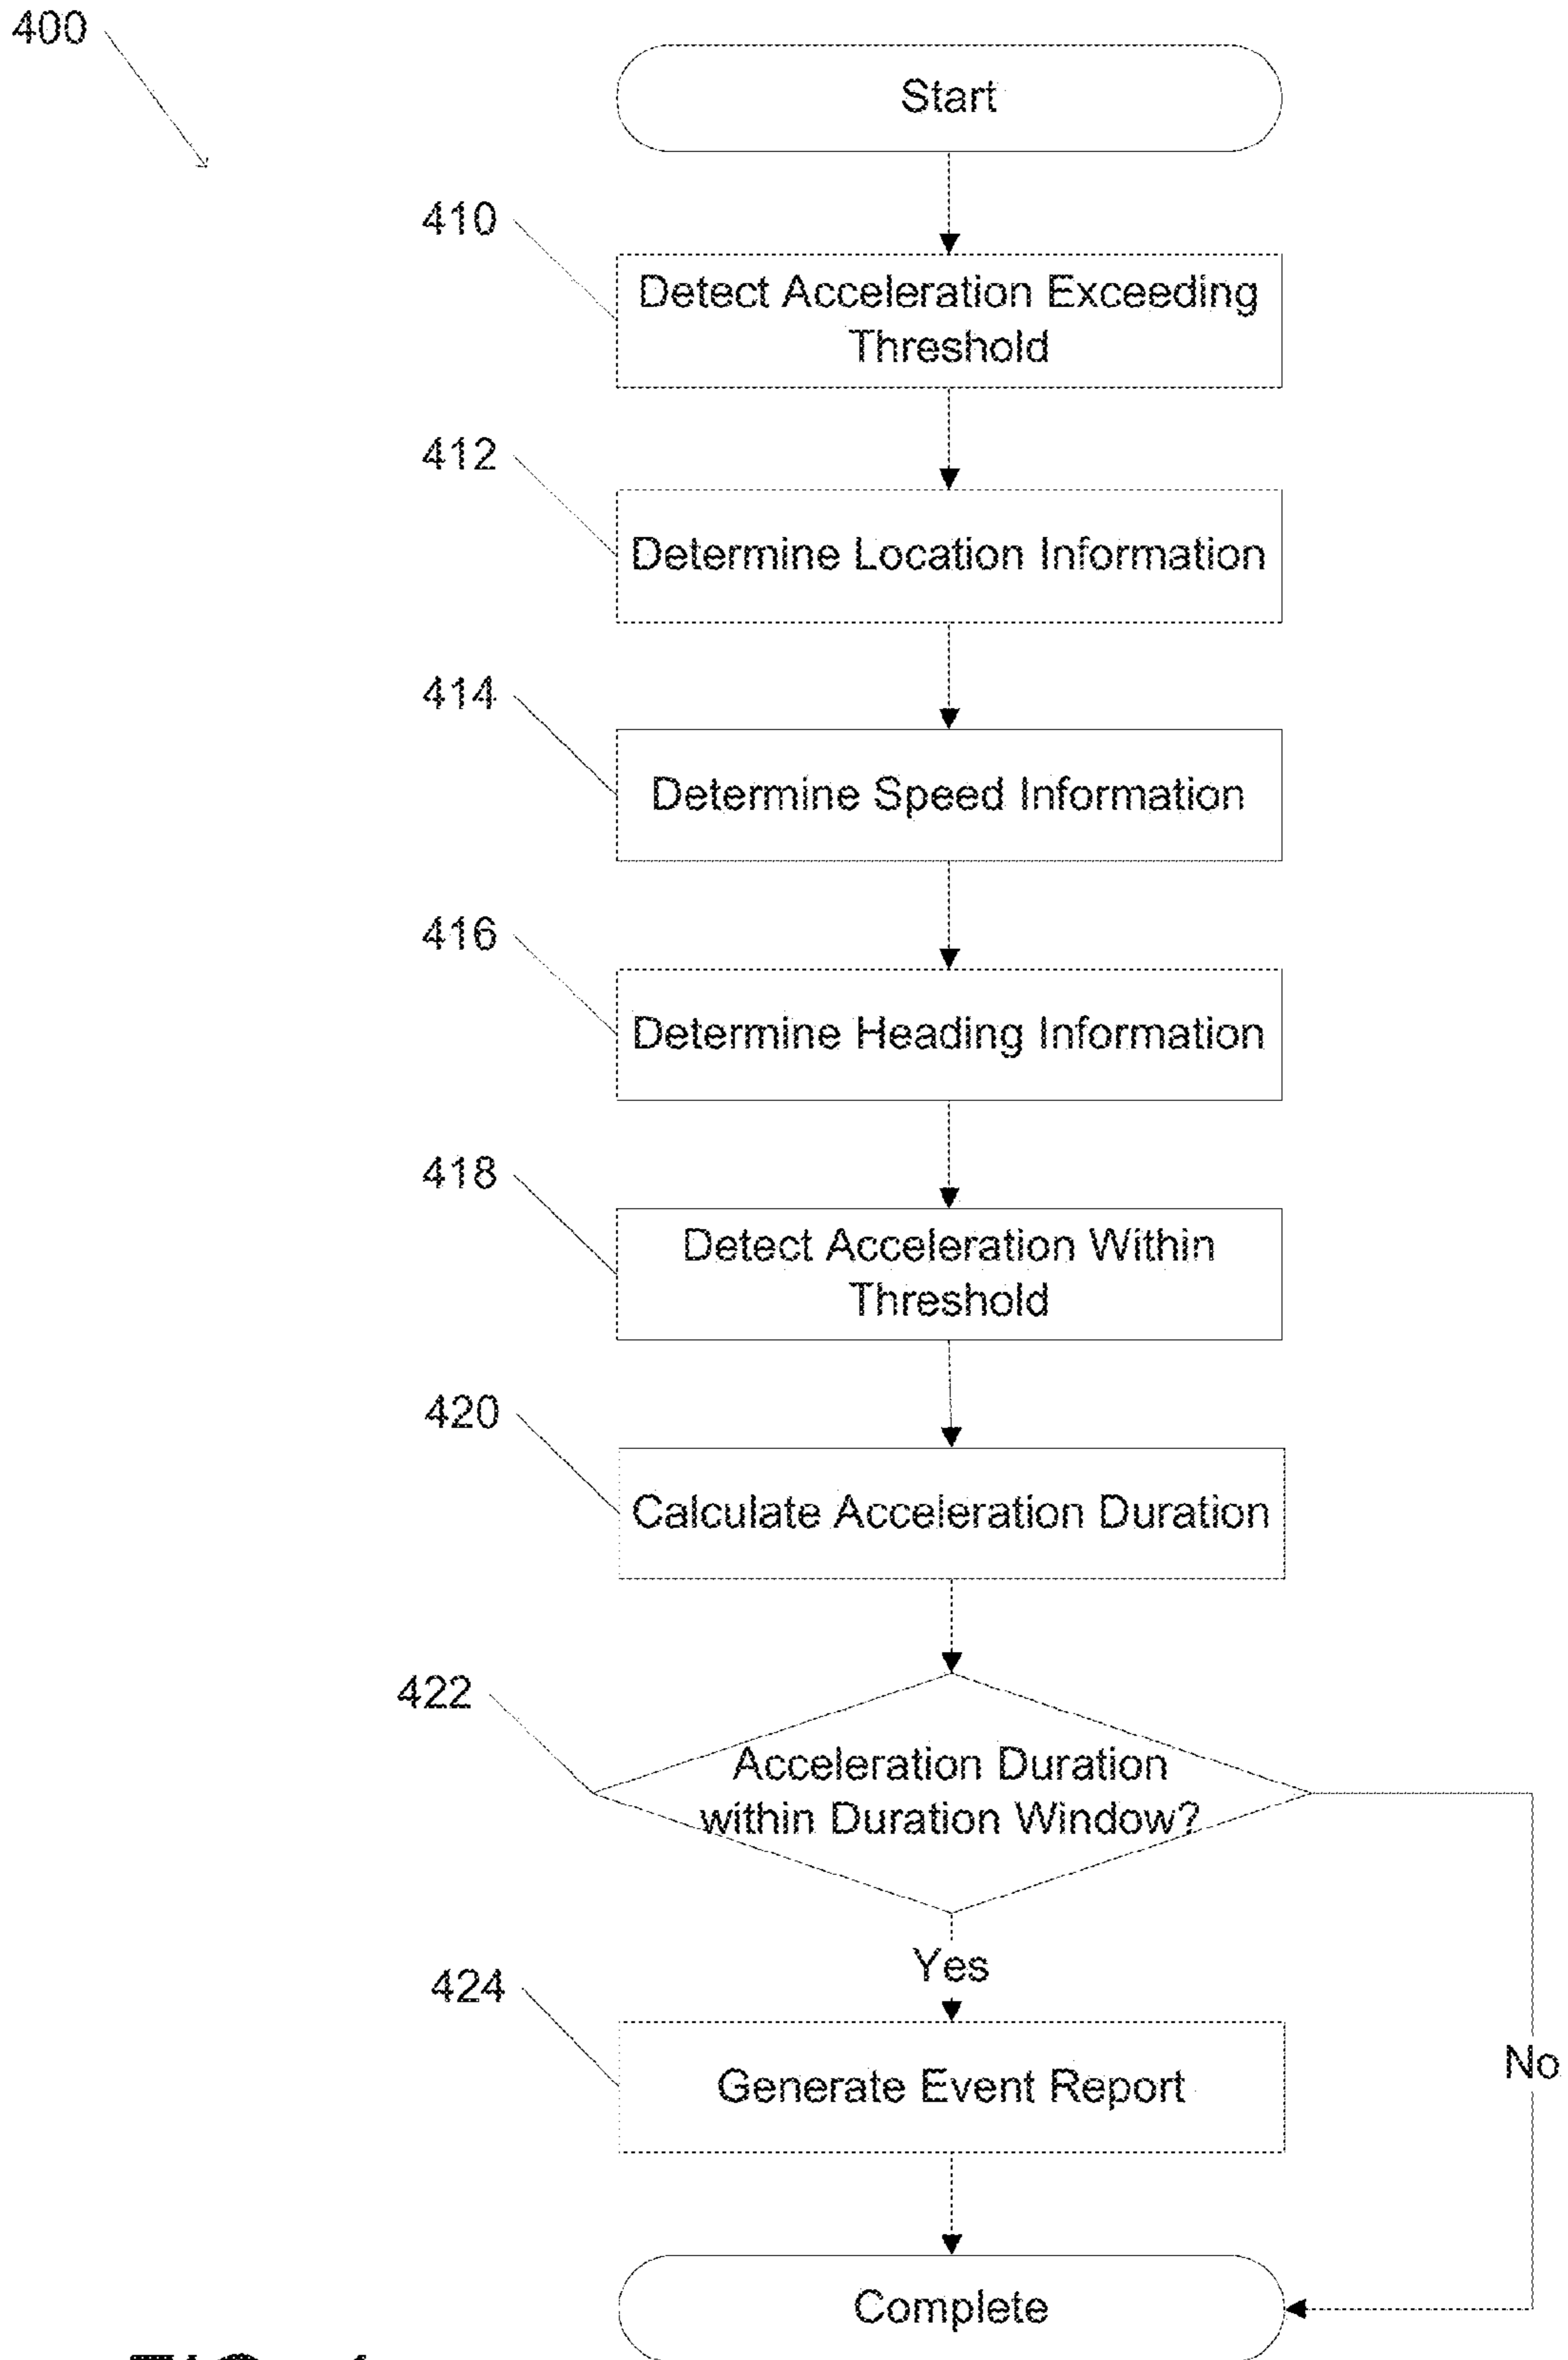 400
Start
410
Detect Acceleration Exceeding
Threshold
412
Determine Location Information
414
Determine Speed Information
416
Determine Heading Information
418
Detect Acceleration Within
Threshold
420
Calculate Acceleration Duration
422
Acceleration Duration
within Duration Window?
Yes
424
Generate Event Report
No
Complete